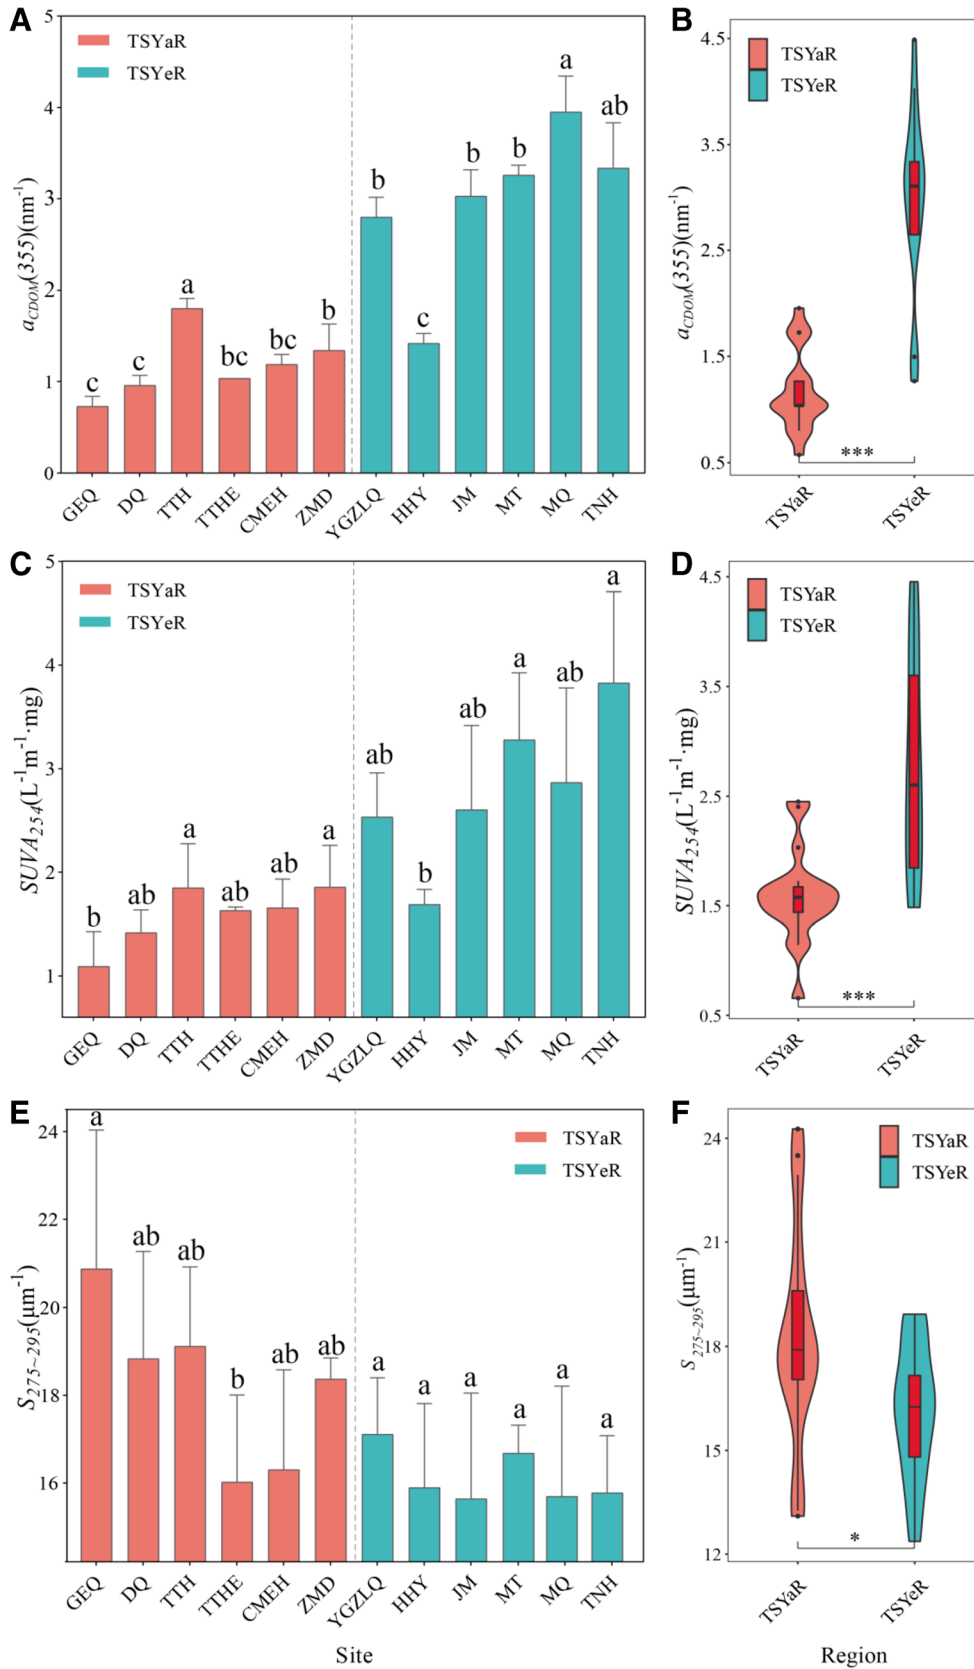 A
TSYaR
TSYeR
a_CDOM(355)(nm⁻¹)
5
4
3
2
1
0
c
c
a
bc
bc
b
b
c
b
b
a
ab
GEQ
DQ
TTH
TTHE
CMEH
ZMD
YGZLQ
HHY
JM
MT
MQ
TNH
B
TSYaR
TSYeR
a_CDOM(355)(nm⁻¹)
4.5
3.5
2.5
1.5
0.5
***
TSYaR
TSYeR
C
TSYaR
TSYeR
SUVA₂₅₄(L⁻¹m⁻¹·mg)
5
4
3
2
1
b
ab
a
ab
ab
a
ab
b
ab
a
ab
a
GEQ
DQ
TTH
TTHE
CMEH
ZMD
YGZLQ
HHY
JM
MT
MQ
TNH
D
TSYaR
TSYeR
SUVA₂₅₄(L⁻¹m⁻¹·mg)
4.5
3.5
2.5
1.5
0.5
***
TSYaR
TSYeR
E
TSYaR
TSYeR
S₂₇₅~₂₉₅(μm⁻¹)
24
22
20
18
16
a
ab
ab
b
ab
ab
a
a
a
a
a
a
GEQ
DQ
TTH
TTHE
CMEH
ZMD
YGZLQ
HHY
JM
MT
MQ
TNH
Site
F
TSYaR
TSYeR
S₂₇₅~₂₉₅(μm⁻¹)
24
21
18
15
12
*
TSYaR
TSYeR
Region